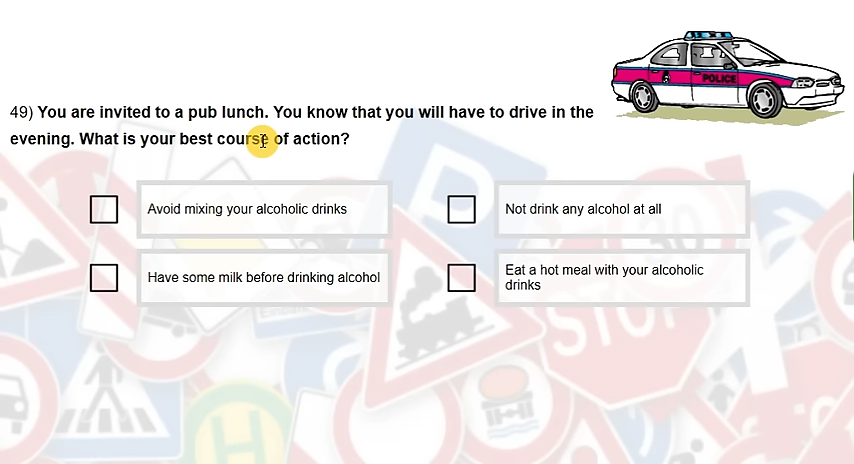 POLICE
49) You are invited to a pub lunch. You know that you will have to drive in the
evening. What is your best course of action?
Avoid mixing your alcoholic drinks
Not drink any alcohol at all
Have some milk before drinking alcohol
Eat a hot meal with your alcoholic
drinks
STOP
H